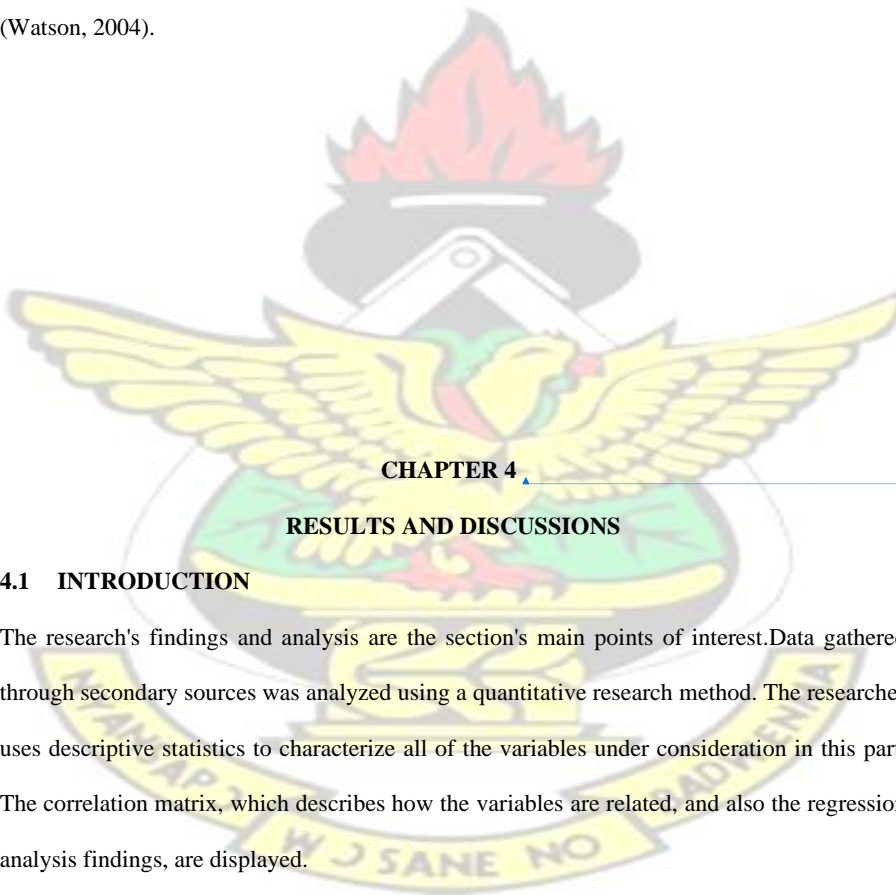 (Watson, 2004).
CHAPTER 4
RESULTS AND DISCUSSIONS
4.1 INTRODUCTION
The research's findings and analysis are the section's main points of interest.Data gathered
through secondary sources was analyzed using a quantitative research method. The researche
uses descriptive statistics to characterize all of the variables under consideration in this part
The correlation matrix, which describes how the variables are related, and also the regression
analysis findings, are displayed.
W Ɔ SANE NO